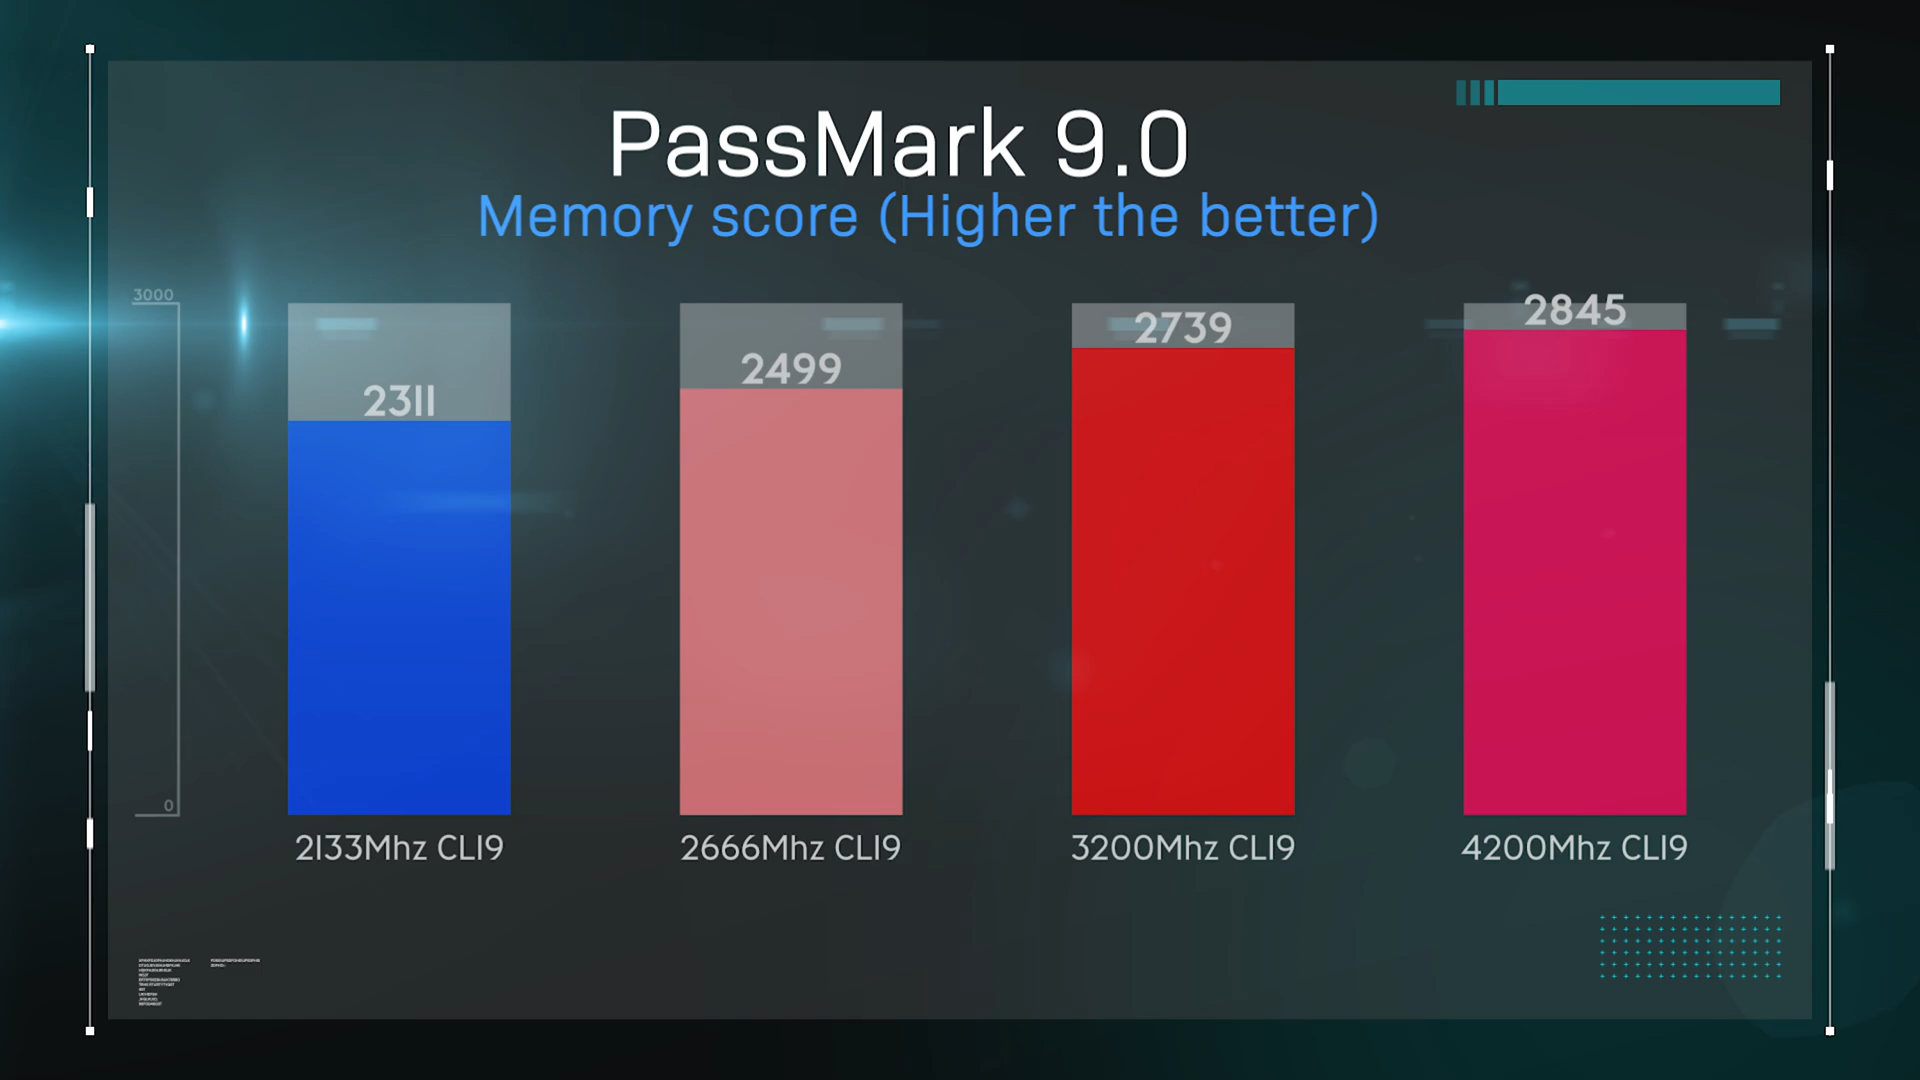 PassMark 9.0
Memory score (Higher the better)
3000
2311
2499
2739
2845
0
2133Mhz CL19
2666Mhz CL19
3200Mhz CL19
4200Mhz CL19